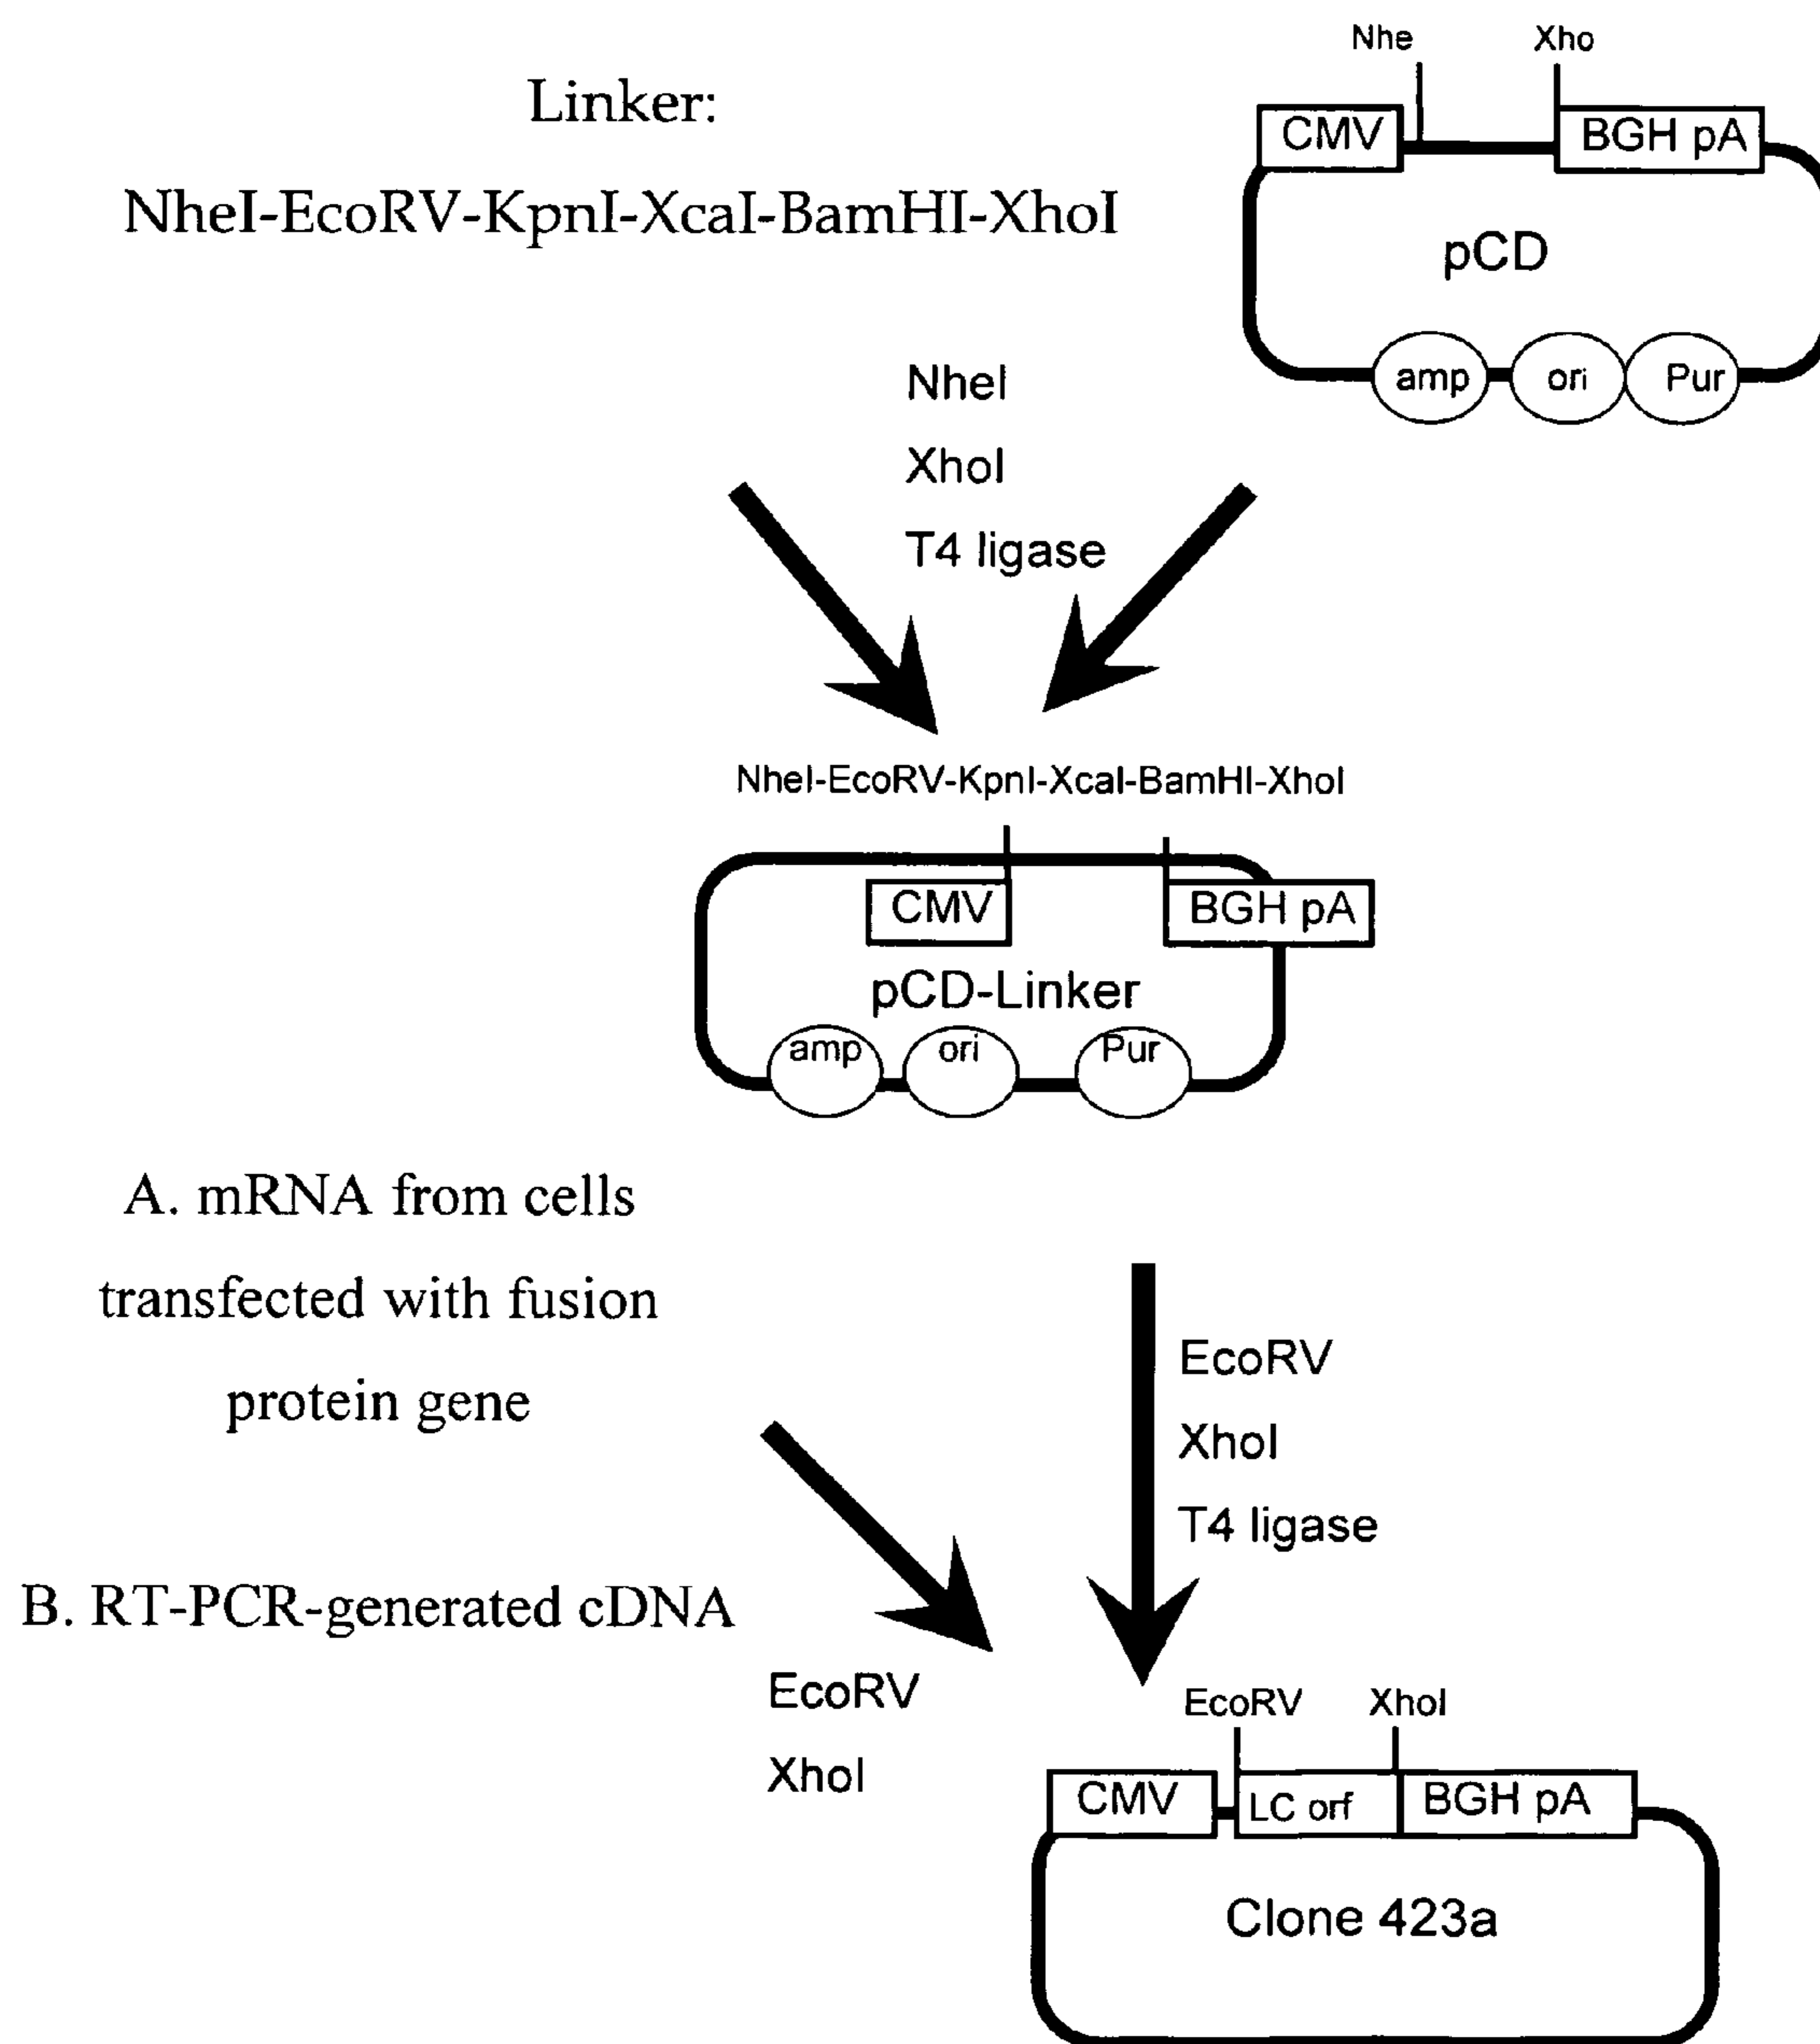 Nhe Xho
Linker:
CMV BGH pA
NheI-EcoRV-KpnI-XcaI-BamHI-XhoI
pCD
amp ori Pur
NheI
XhoI
T4 ligase
NheI-EcoRV-KpnI-XcaI-BamHI-XhoI
CMV BGH pA
pCD-Linker
amp ori Pur
A. mRNA from cells
transfected with fusion
protein gene
EcoRV
XhoI
T4 ligase
B. RT-PCR-generated cDNA
EcoRV
XhoI
EcoRV XhoI
CMV LC orf BGH pA
Clone 423a